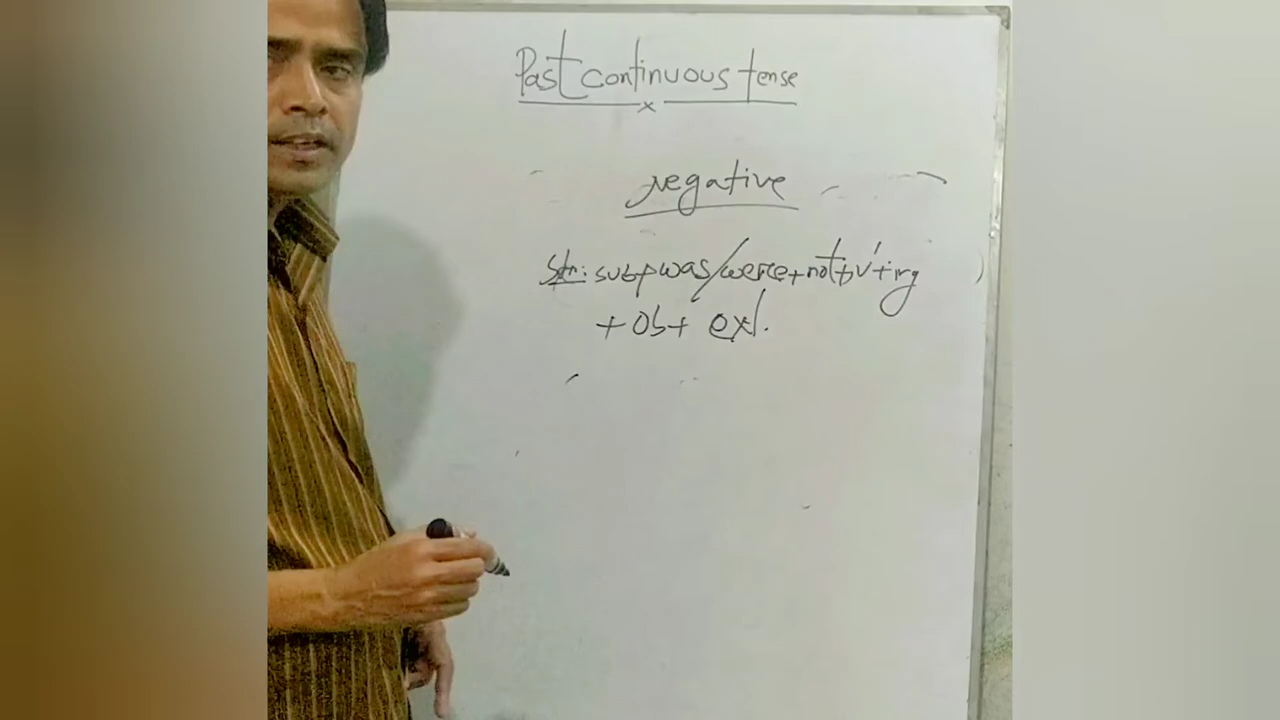 Past continuous tense
Negative
Str: sub+was/were+not+v¹+ing
+ Ob + ext.